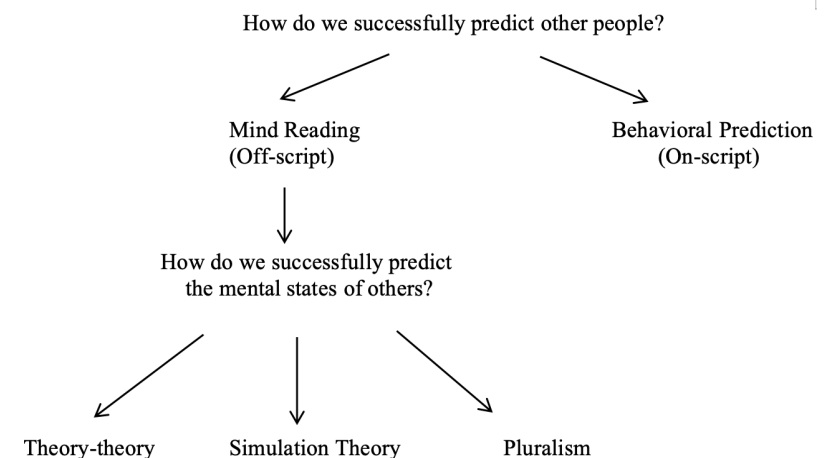 How do we successfully predict other people?
Mind Reading
(Off-script)
Behavioral Prediction
(On-script)
How do we successfully predict
the mental states of others?
Theory-theory
Simulation Theory
Pluralism